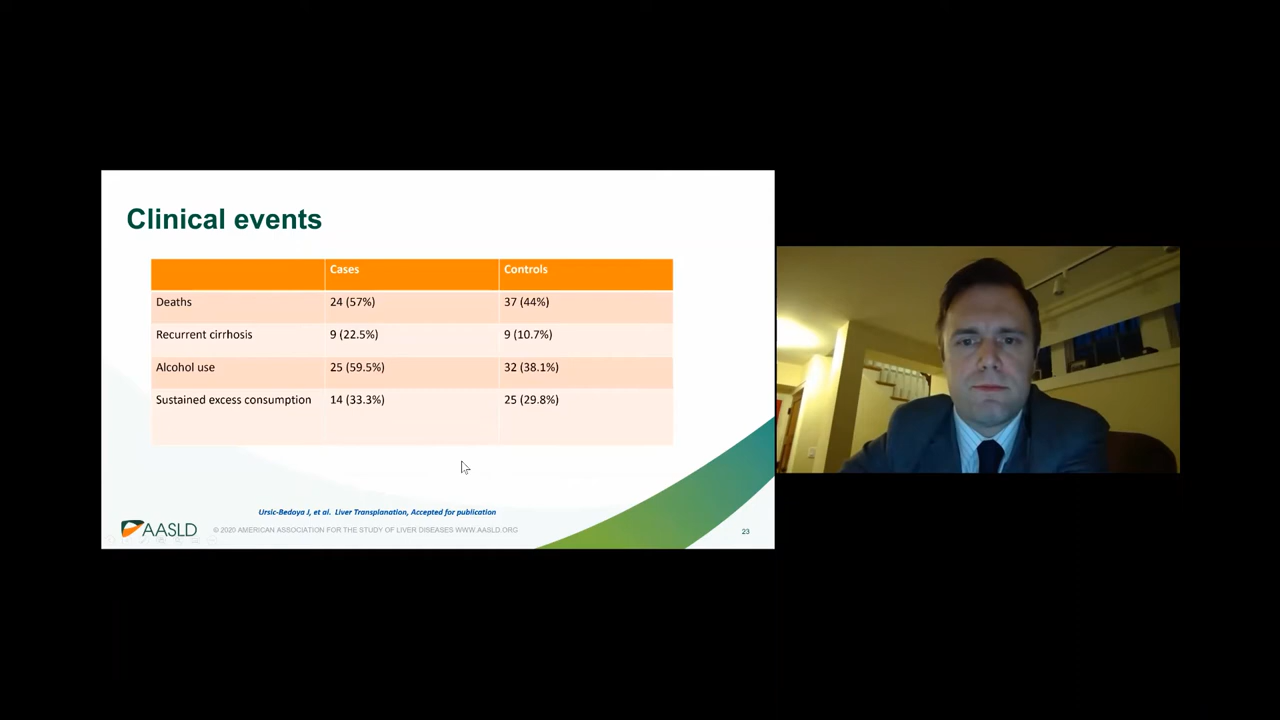 Clinical events
Cases Controls
Deaths 24 (57%) 37 (44%)
Recurrent cirrhosis 9 (22.5%) 9 (10.7%)
Alcohol use 25 (59.5%) 32 (38.1%)
Sustained excess consumption 14 (33.3%) 25 (29.8%)
Ursic-Bedoya J, et al. Liver Transplanation, Accepted for publication
AASLD © 2020 AMERICAN ASSOCIATION FOR THE STUDY OF LIVER DISEASES WWW.AASLD.ORG 23